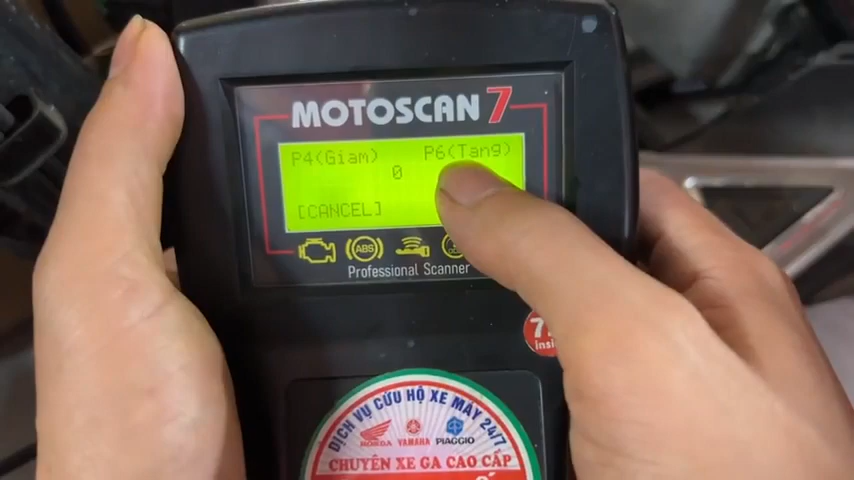 MOTOSCAN 7
P4(Giam) P6(Tang)
0
[CANCEL]
ABS
Professional Scanner
DỊCH VỤ CỨU HỘ XE MÁY 24/7
HONDA YAMAHA PIAGGIO
CHUYÊN XE GA CAO CẤP